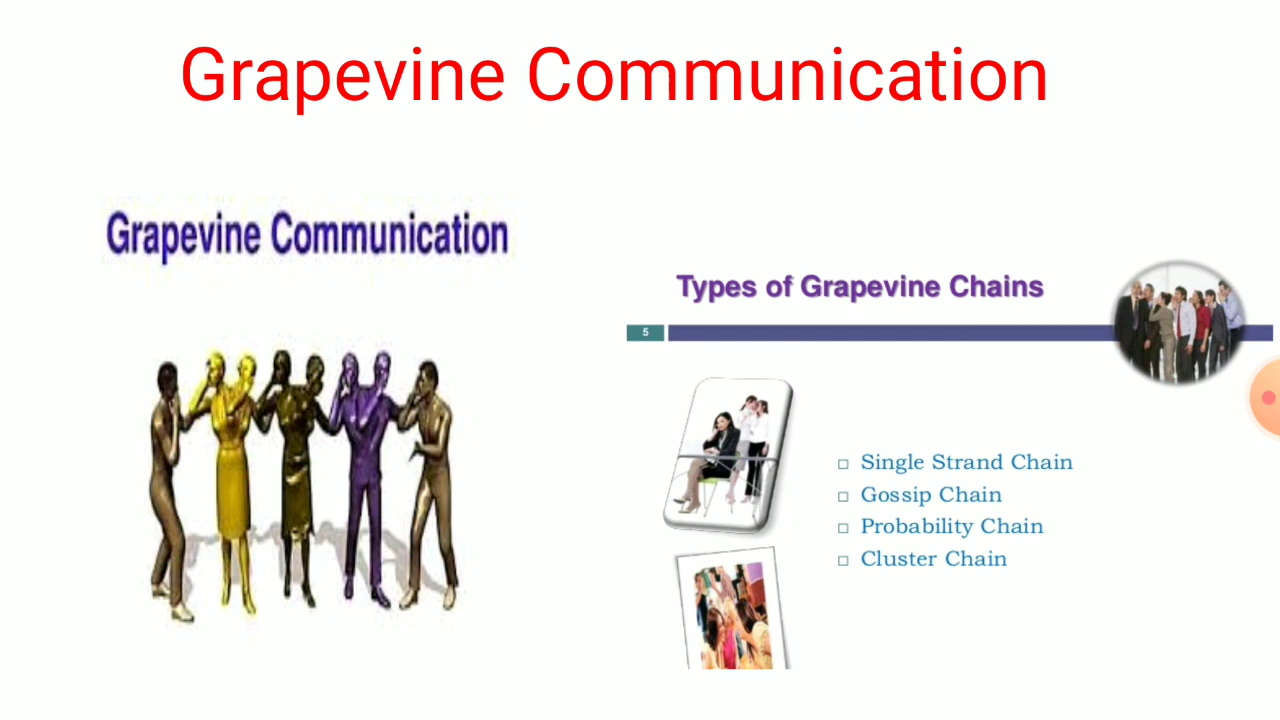 Grapevine Communication
Grapevine Communication
Types of Grapevine Chains
5
Single Strand Chain
Gossip Chain
Probability Chain
Cluster Chain